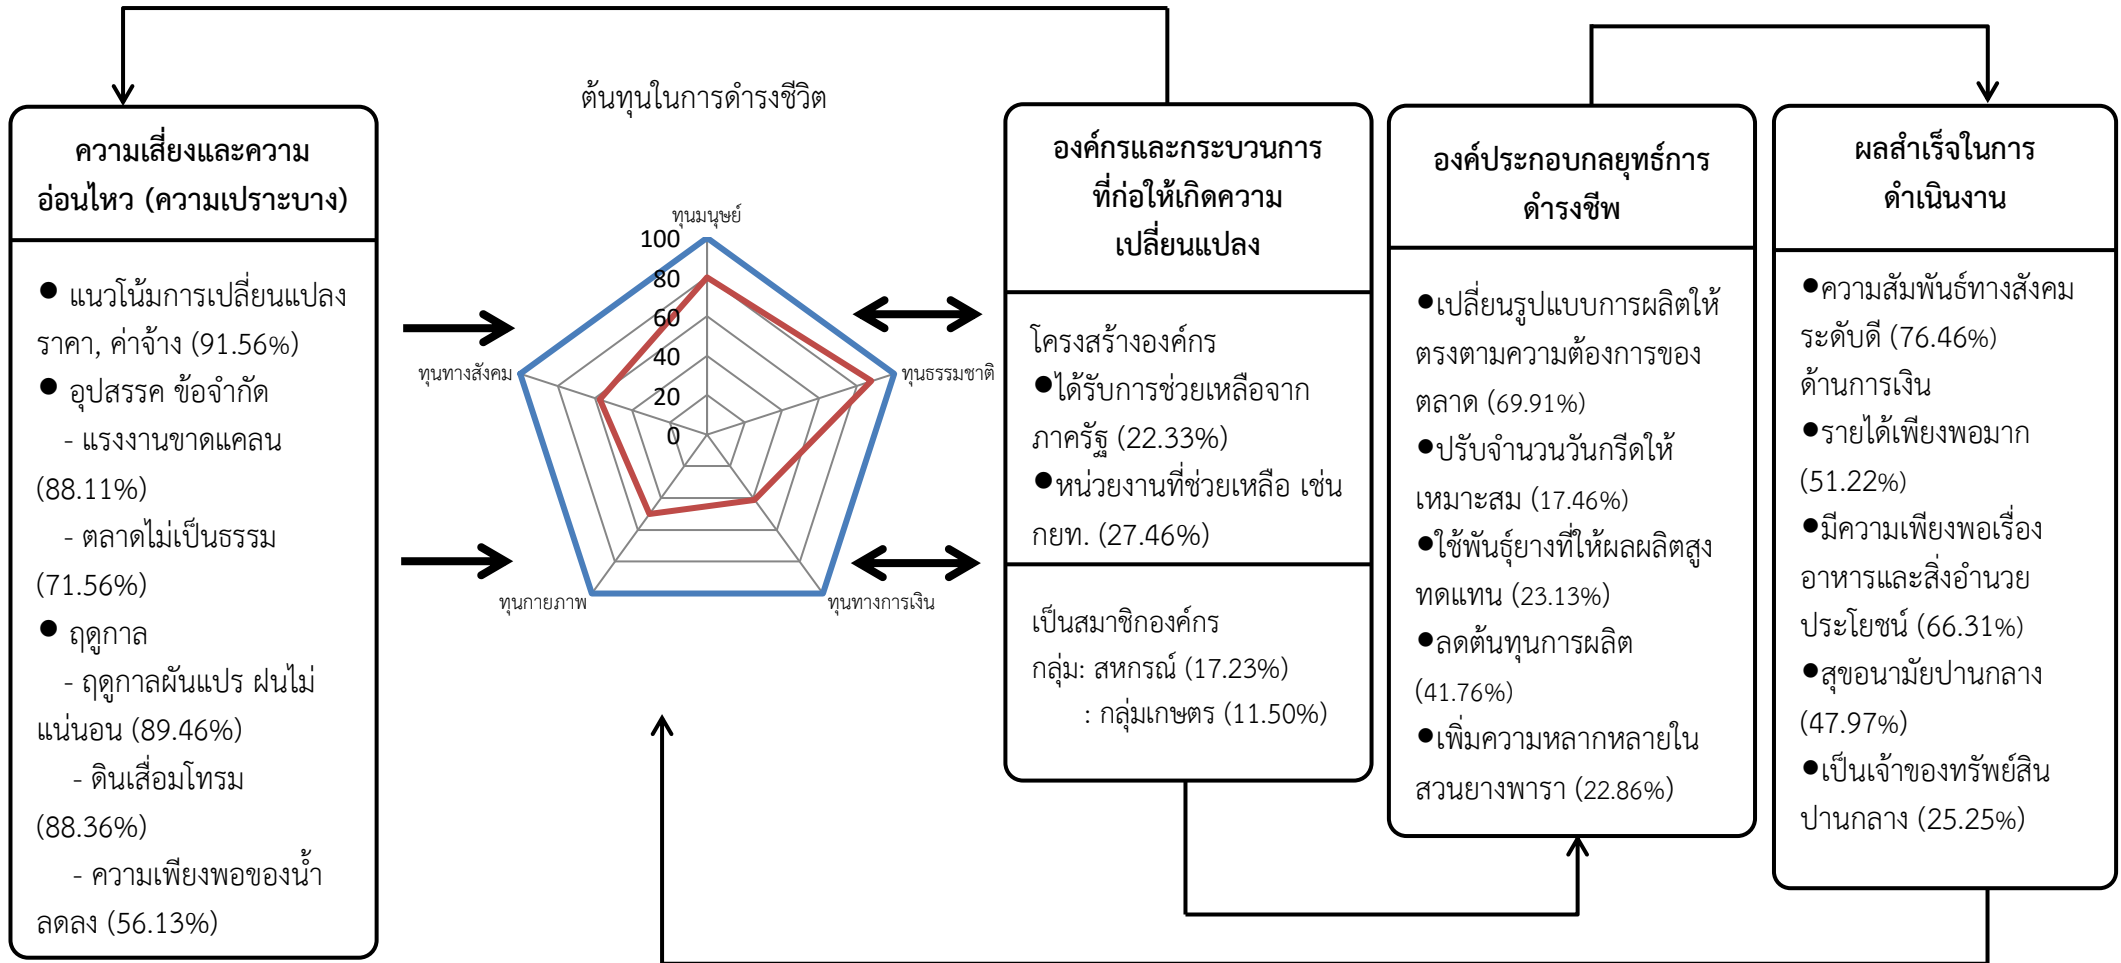 ความเสี่ยงและความ
อ่อนไหว (ความเปราะบาง)
● แนวโน้มการเปลี่ยนแปลง
ราคา, ค่าจ้าง (91.56%)
● อุปสรรค ข้อจำกัด
- แรงงานขาดแคลน
(88.11%)
- ตลาดไม่เป็นธรรม
(71.56%)
● ฤดูกาล
- ฤดูกาลผันแปร ฝนไม่
แน่นอน (89.46%)
- ดินเสื่อมโทรม
(88.36%)
- ความเพียงพอของน้ำ
ลดลง (56.13%)
ต้นทุนในการดำรงชีวิต
ทุนมนุษย์
100
80
60
40
20
0
ทุนทางสังคม
ทุนธรรมชาติ
ทุนกายภาพ
ทุนทางการเงิน
องค์กรและกระบวนการ
ที่ก่อให้เกิดความ
เปลี่ยนแปลง
โครงสร้างองค์กร
●ได้รับการช่วยเหลือจาก
ภาครัฐ (22.33%)
●หน่วยงานที่ช่วยเหลือ เช่น
กยท. (27.46%)
เป็นสมาชิกองค์กร
กลุ่ม: สหกรณ์ (17.23%)
: กลุ่มเกษตร (11.50%)
องค์ประกอบกลยุทธ์การ
ดำรงชีพ
●เปลี่ยนรูปแบบการผลิตให้
ตรงตามความต้องการของ
ตลาด (69.91%)
●ปรับจำนวนวันกรีดให้
เหมาะสม (17.46%)
●ใช้พันธุ์ยางที่ให้ผลผลิตสูง
ทดแทน (23.13%)
●ลดต้นทุนการผลิต
(41.76%)
●เพิ่มความหลากหลายใน
สวนยางพารา (22.86%)
ผลสำเร็จในการ
ดำเนินงาน
●ความสัมพันธ์ทางสังคม
ระดับดี (76.46%)
ด้านการเงิน
●รายได้เพียงพอมาก
(51.22%)
●มีความเพียงพอเรื่อง
อาหารและสิ่งอำนวย
ประโยชน์ (66.31%)
●สุขอนามัยปานกลาง
(47.97%)
●เป็นเจ้าของทรัพย์สิน
ปานกลาง (25.25%)